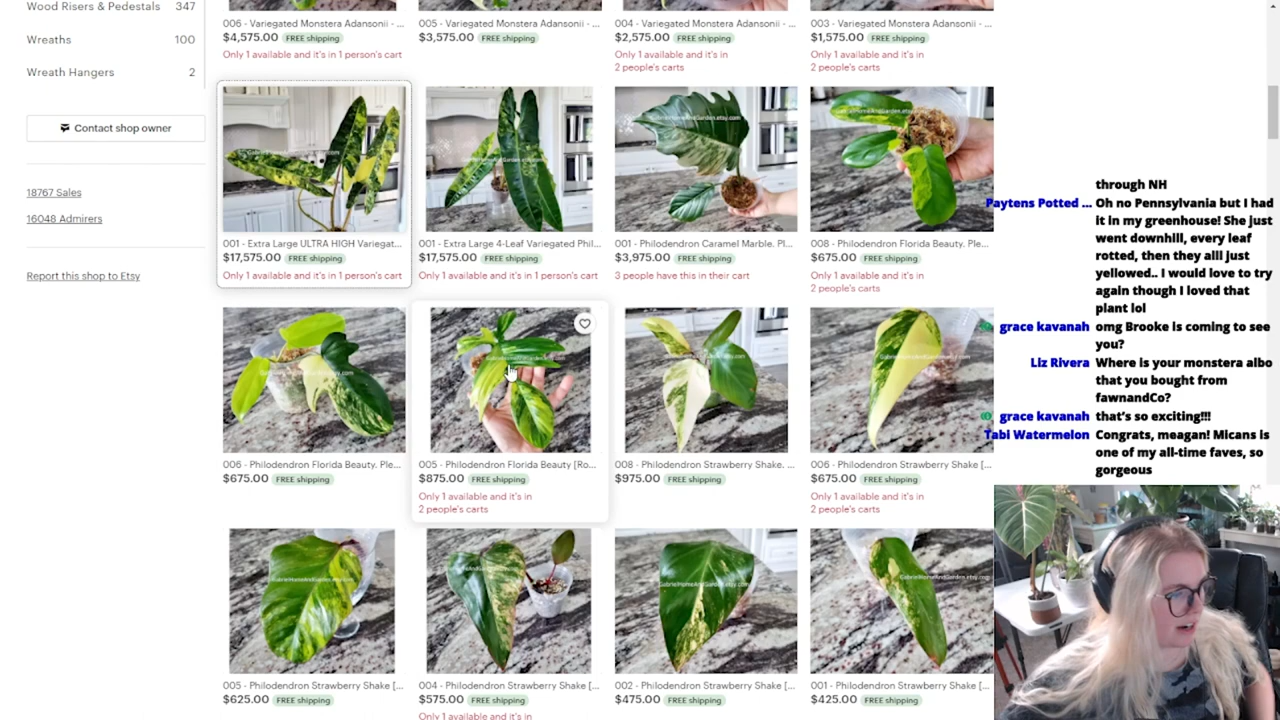 Wood Risers & Pedestals 347
Wreaths 100
Wreath Hangers 2
Contact shop owner
18767 Sales
16048 Admirers
Report this shop to Etsy
006 - Variegated Monstera Adansonii - ...
$4,575.00 FREE shipping
Only 1 available and it's in 1 person's cart
005 - Variegated Monstera Adansonii - ...
$3,575.00 FREE shipping
004 - Variegated Monstera Adansonii - ...
$2,575.00 FREE shipping
Only 1 available and it's in
2 people's carts
003 - Variegated Monstera Adansonii - ...
$1,575.00 FREE shipping
Only 1 available and it's in
2 people's carts
001 - Extra Large ULTRA HIGH Variegat...
$17,575.00 FREE shipping
Only 1 available and it's in 1 person's cart
001 - Extra Large 4-Leaf Variegated Phil...
$17,575.00 FREE shipping
Only 1 available and it's in 1 person's cart
GabrielHomeAndGarden.etsy.com
001 - Philodendron Caramel Marble. Pl...
$3,975.00 FREE shipping
3 people have this in their cart
008 - Philodendron Florida Beauty. Ple...
$675.00 FREE shipping
Only 1 available and it's in
2 people's carts
006 - Philodendron Florida Beauty. Ple...
$675.00 FREE shipping
005 - Philodendron Florida Beauty [Ro...
$875.00 FREE shipping
Only 1 available and it's in
2 people's carts
008 - Philodendron Strawberry Shake. ...
$975.00 FREE shipping
006 - Philodendron Strawberry Shake [...
$675.00 FREE shipping
Only 1 available and it's in
2 people's carts
005 - Philodendron Strawberry Shake [...
$625.00 FREE shipping
004 - Philodendron Strawberry Shake [...
$575.00 FREE shipping
Only 1 available and it's in
002 - Philodendron Strawberry Shake [...
$475.00 FREE shipping
001 - Philodendron Strawberry Shake [...
$425.00 FREE shipping
through NH
Paytens Potted ... Oh no Pennsylvania but I had
it in my greenhouse! She just
went downhill, every leaf
rotted, then they alll just
yellowed.. I would love to try
again though I loved that
plant lol
grace kavanah omg Brooke is coming to see
you?
Liz Rivera Where is your monstera albo
that you bought from
fawnandCo?
grace kavanah that's so exciting!!!
Tabi Watermelon Congrats, meagan! Micans is
one of my all-time faves, so
gorgeous